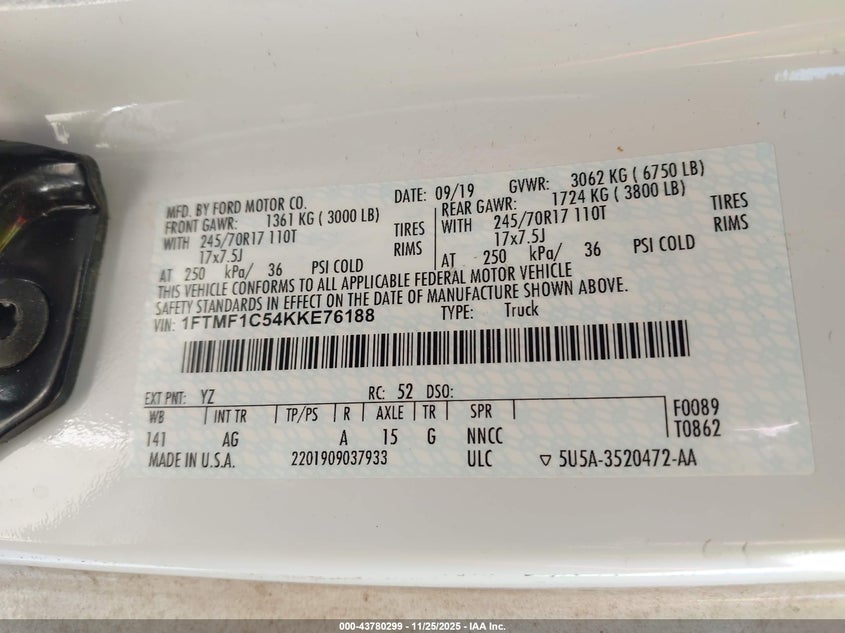 MFD. BY FORD MOTOR CO. DATE: 09/19 GVWR: 3062 KG ( 6750 LB)
FRONT GAWR: 1361 KG ( 3000 LB) REAR GAWR: 1724 KG ( 3800 LB)
WITH 245/70R17 110T TIRES WITH 245/70R17 110T TIRES
17x7.5J RIMS 17x7.5J RIMS
AT 250 kPa/ 36 PSI COLD AT 250 kPa/ 36 PSI COLD
THIS VEHICLE CONFORMS TO ALL APPLICABLE FEDERAL MOTOR VEHICLE
SAFETY STANDARDS IN EFFECT ON THE DATE OF MANUFACTURE SHOWN ABOVE.
VIN: 1FTMF1C54KKE76188 TYPE: Truck
EXT PNT: YZ RC: 52 DSO:
WB INT TR TP/PS R AXLE TR SPR F0089
141 AG A 15 G NNCC T0862
MADE IN U.S.A. 2201909037933 ULC ▽ 5U5A-3520472-AA
000-43780299 | 11/25/2025 | IAA Inc.